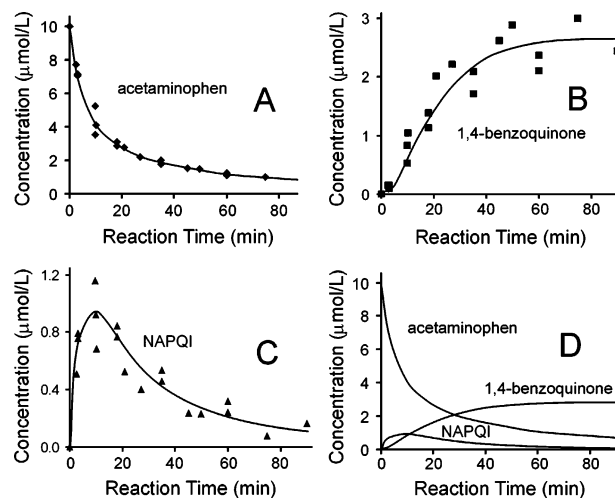 10
8
6
4
2
0
0 20 40 60 80
Concentration (μmol/L)
Reaction Time (min)
acetaminophen
A
3
2
1
0
0 20 40 60 80
Concentration (μmol/L)
Reaction Time (min)
1,4-benzoquinone
B
1.2
0.8
0.4
0.0
0 20 40 60 80
Concentration (μmol/L)
Reaction Time (min)
NAPQI
C
10
8
6
4
2
0
0 20 40 60 80
Concentration (μmol/L)
Reaction Time (min)
acetaminophen
D
1,4-benzoquinone
NAPQI